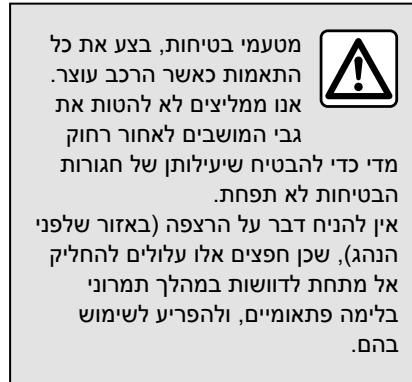 מטעמי בטיחות, בצע את כל
התאמות כאשר הרכב עוצר.
אנו ממליצים לא להטות את
גבי המושבים לאחור רחוק
מדי כדי להבטיח שיעילותן של חגורות
הבטיחות לא תפחת.
אין להניח דבר על הרצפה (באזור שלפני
הנהג), שכן חפצים אלו עלולים להחליק
אל מתחת לדוושות במהלך תמרוני
בלימה פתאומיים, ולהפריע לשימוש
בהם.